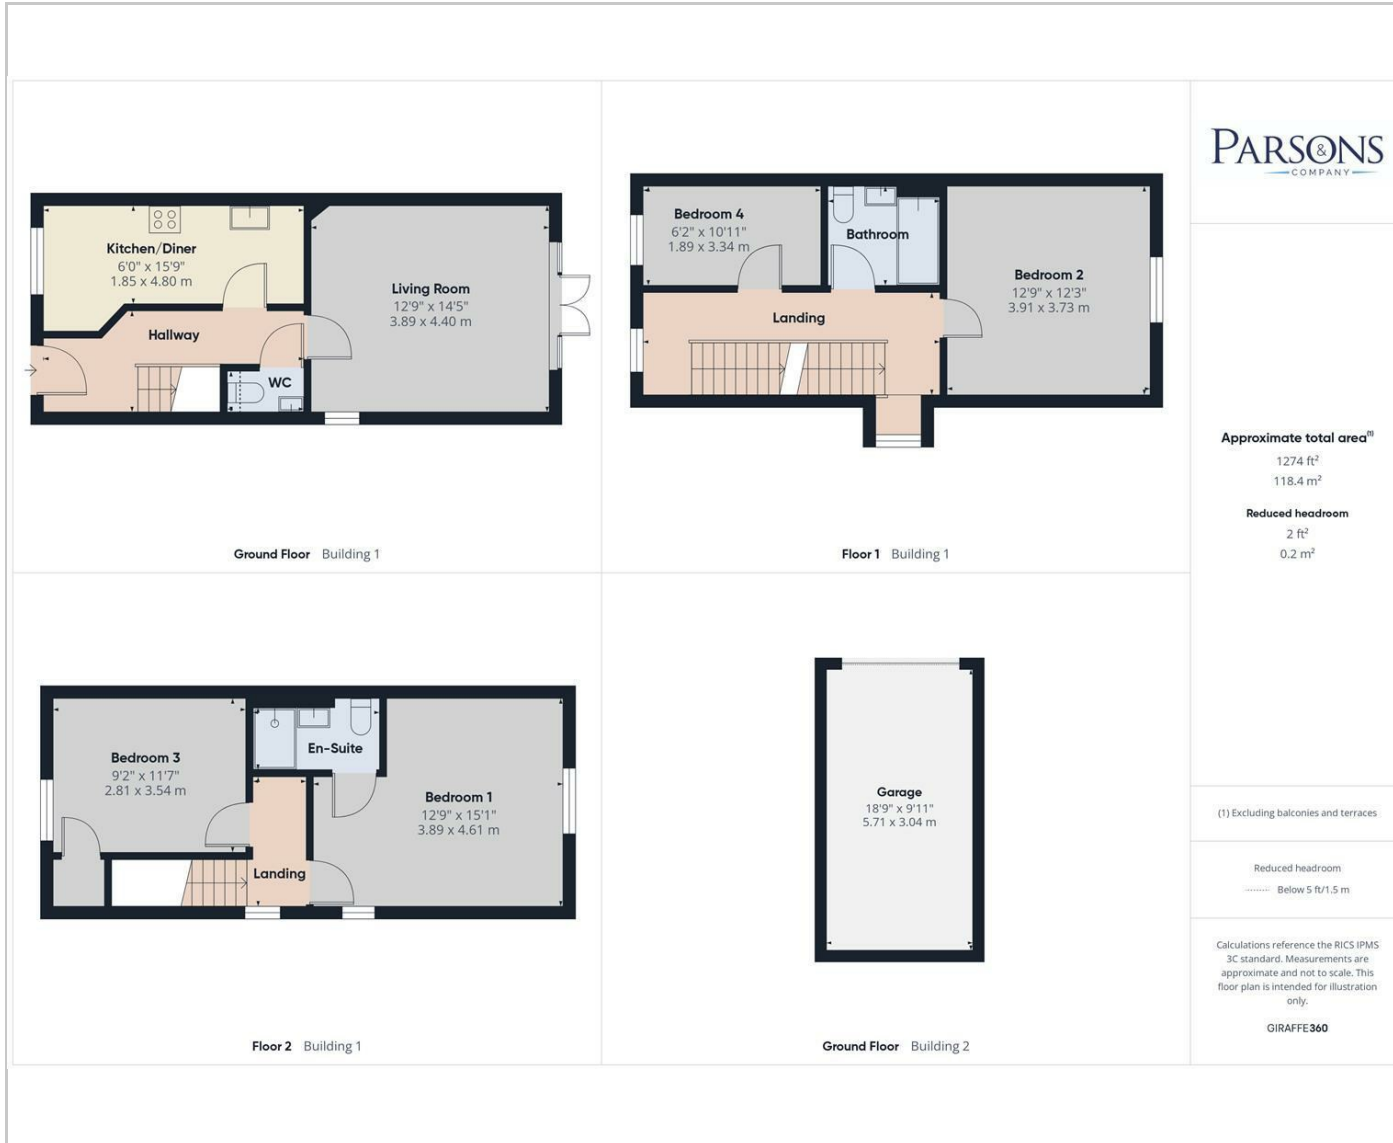 Kitchen/Diner
6'0" x 15'9"
1.85 x 4.80 m
Living Room
12'9" x 14'5"
3.89 x 4.40 m
Hallway
WC
Ground Floor Building 1
Bedroom 4
6'2" x 10'11"
1.89 x 3.34 m
Bathroom
Bedroom 2
12'9" x 12'3"
3.91 x 3.73 m
Landing
Floor 1 Building 1
Bedroom 3
9'2" x 11'7"
2.81 x 3.54 m
En-Suite
Bedroom 1
12'9" x 15'1"
3.89 x 4.61 m
Landing
Floor 2 Building 1
Garage
18'9" x 9'11"
5.71 x 3.04 m
Ground Floor Building 2
PARSONS &
COMPANY
Approximate total area⁽¹⁾
1274 ft²
118.4 m²
Reduced headroom
2 ft²
0.2 m²
(1) Excluding balconies and terraces
Reduced headroom
Below 5 ft/1.5 m
Calculations reference the RICS IPMS
3C standard. Measurements are
approximate and not to scale. This
floor plan is intended for illustration
only.
GIRAFFE360